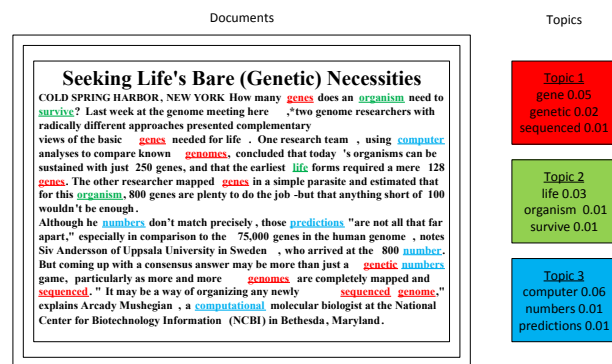 Documents
Topics
Seeking Life's Bare (Genetic) Necessities
COLD SPRING HARBOR, NEW YORK How many genes does an organism need to
survive? Last week at the genome meeting here ,*two genome researchers with
radically different approaches presented complementary
views of the basic genes needed for life . One research team , using computer
analyses to compare known genomes, concluded that today 's organisms can be
sustained with just 250 genes, and that the earliest life forms required a mere 128
genes. The other researcher mapped genes in a simple parasite and estimated that
for this organism, 800 genes are plenty to do the job -but that anything short of 100
wouldn't be enough .
Although he numbers don't match precisely , those predictions "are not all that far
apart," especially in comparison to the 75,000 genes in the human genome , notes
Siv Andersson of Uppsala University in Sweden , who arrived at the 800 number.
But coming up with a consensus answer may be more than just a genetic numbers
game, particularly as more and more genomes are completely mapped and
sequenced. " It may be a way of organizing any newly sequenced genome,"
explains Arcady Mushegian , a computational molecular biologist at the National
Center for Biotechnology Information (NCBI) in Bethesda, Maryland.
Topic 1
gene 0.05
genetic 0.02
sequenced 0.01
Topic 2
life 0.03
organism 0.01
survive 0.01
Topic 3
computer 0.06
numbers 0.01
predictions 0.01